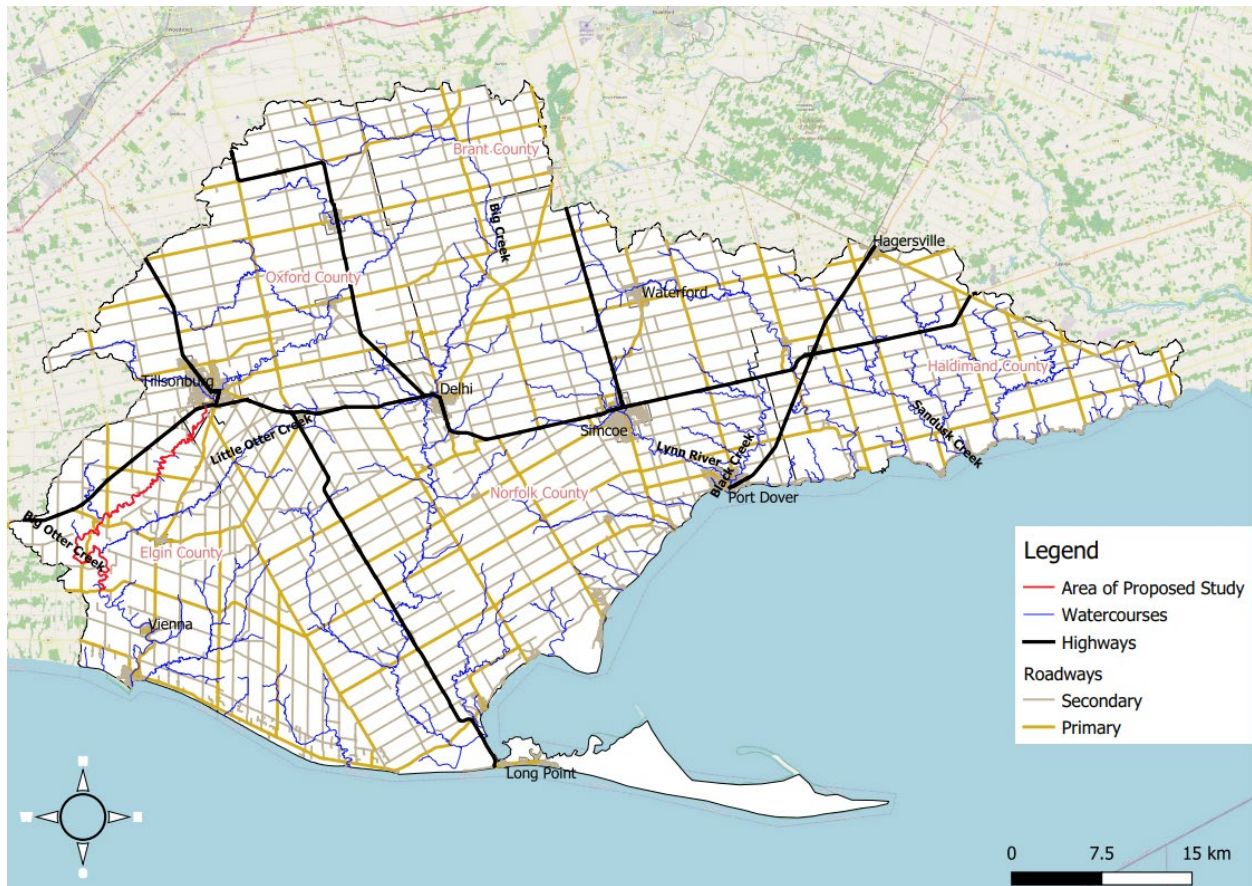 Brant County
Big Creek
Hagersville
Oxford County
Waterford
Haldimand County
Tillsonburg
Delhi
Simcoe
Little Otter Creek
Lynn River
Black Creek
Sandusk Creek
Port Dover
Norfolk County
Big Otter Creek
Elgin County
Vienna
Long Point
Legend
Area of Proposed Study
Watercourses
Highways
Roadways
Secondary
Primary
0 7.5 15 km